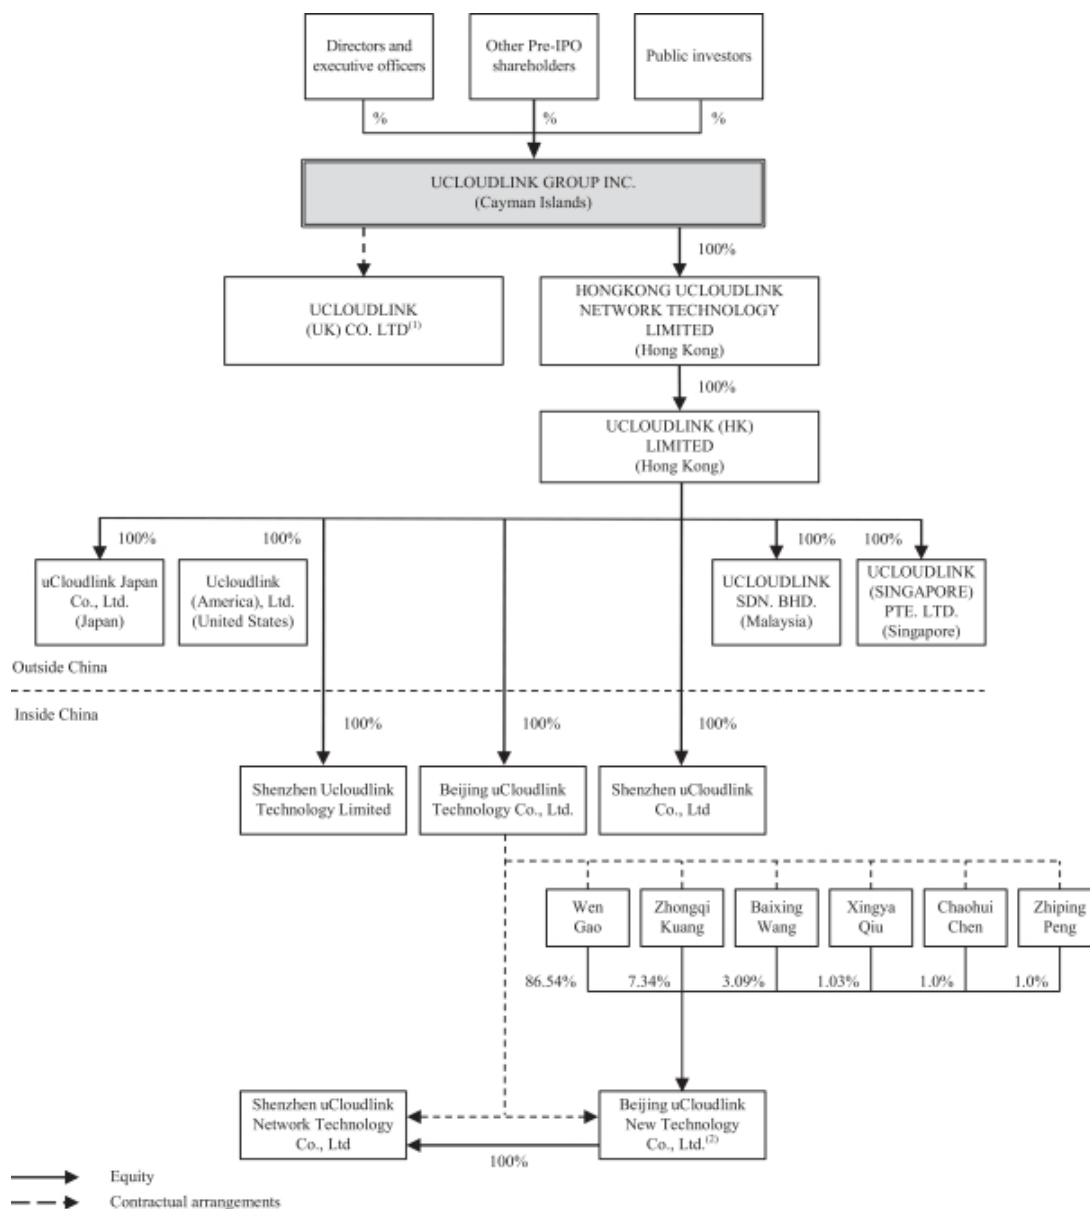 Directors and
executive officers
Other Pre-IPO
shareholders
Public investors
%
%
%
UCLOUDLINK GROUP INC.
(Cayman Islands)
100%
UCLOUDLINK
(UK) CO. LTD(1)
HONGKONG UCLOUDLINK
NETWORK TECHNOLOGY
LIMITED
(Hong Kong)
100%
UCLOUDLINK (HK)
LIMITED
(Hong Kong)
100%
100%
100%
100%
uCloudlink Japan
Co., Ltd.
(Japan)
Ucloudlink
(America), Ltd.
(United States)
UCLOUDLINK
SDN. BHD.
(Malaysia)
UCLOUDLINK
(SINGAPORE)
PTE. LTD.
(Singapore)
Outside China
Inside China
100%
100%
100%
Shenzhen Ucloudlink
Technology Limited
Beijing uCloudlink
Technology Co., Ltd.
Shenzhen uCloudlink
Co., Ltd
Wen
Gao
Zhongqi
Kuang
Baixing
Wang
Xingya
Qiu
Chaohui
Chen
Zhiping
Peng
86.54%
7.34%
3.09%
1.03%
1.0%
1.0%
Shenzhen uCloudlink
Network Technology
Co., Ltd
Beijing uCloudlink
New Technology
Co., Ltd.(2)
100%
Equity
Contractual arrangements